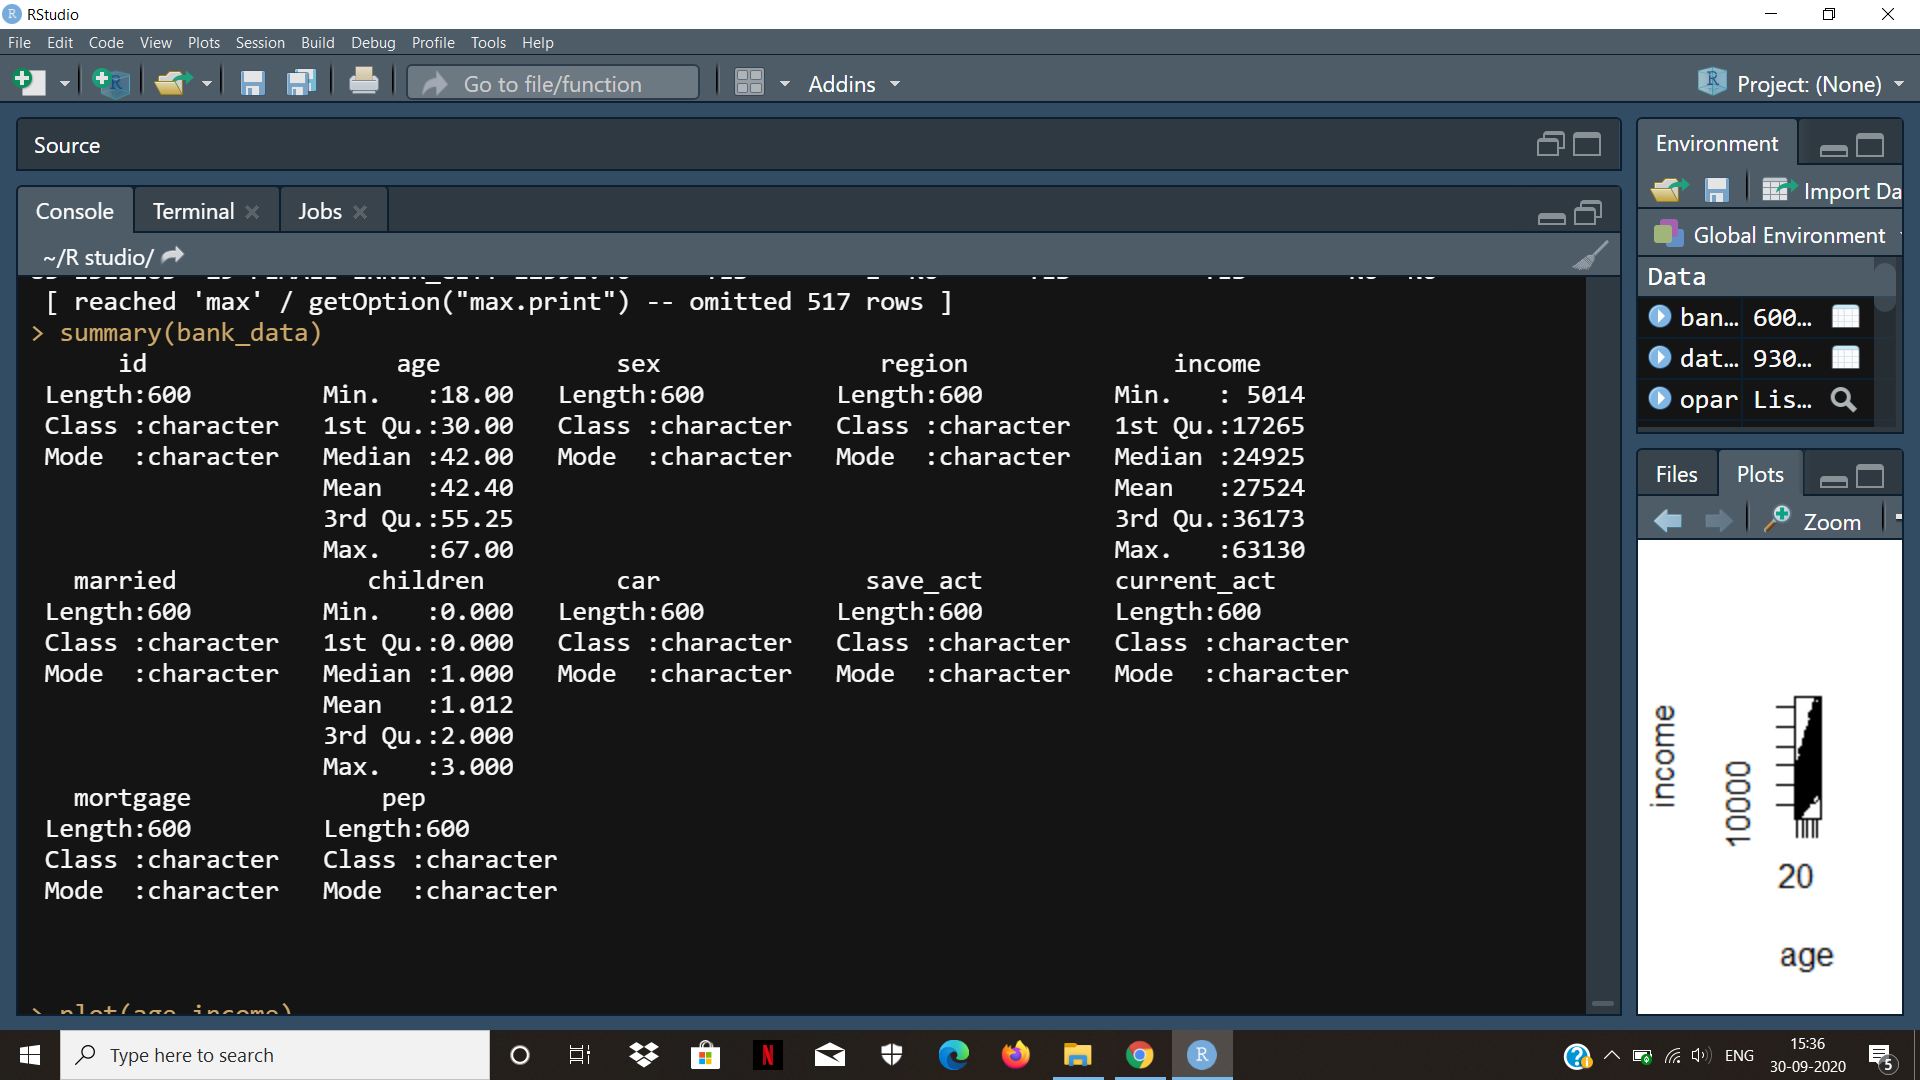 RStudio
File Edit Code View Plots Session Build Debug Profile Tools Help
Go to file/function Addins Project: (None)
Source
Console Terminal Jobs
~/R studio/
[ reached 'max' / getOption("max.print") -- omitted 517 rows ]
> summary(bank_data)
id age sex region income
Length:600 Min. :18.00 Length:600 Length:600 Min. : 5014
Class :character 1st Qu.:30.00 Class :character Class :character 1st Qu.:17265
Mode :character Median :42.00 Mode :character Mode :character Median :24925
Mean :42.40 Mean :27524
3rd Qu.:55.25 3rd Qu.:36173
Max. :67.00 Max. :63130
married children car save_act current_act
Length:600 Min. :0.000 Length:600 Length:600 Length:600
Class :character 1st Qu.:0.000 Class :character Class :character Class :character
Mode :character Median :1.000 Mode :character Mode :character Mode :character
Mean :1.012
3rd Qu.:2.000
Max. :3.000
mortgage pep
Length:600 Length:600
Class :character Class :character
Mode :character Mode :character
> plot(age,income)
Environment
Import Da
Global Environment
Data
ban... 600...
dat... 930...
opar Lis...
Files Plots
Zoom
income
10000
20
age
Type here to search
ENG
15:36
30-09-2020
5